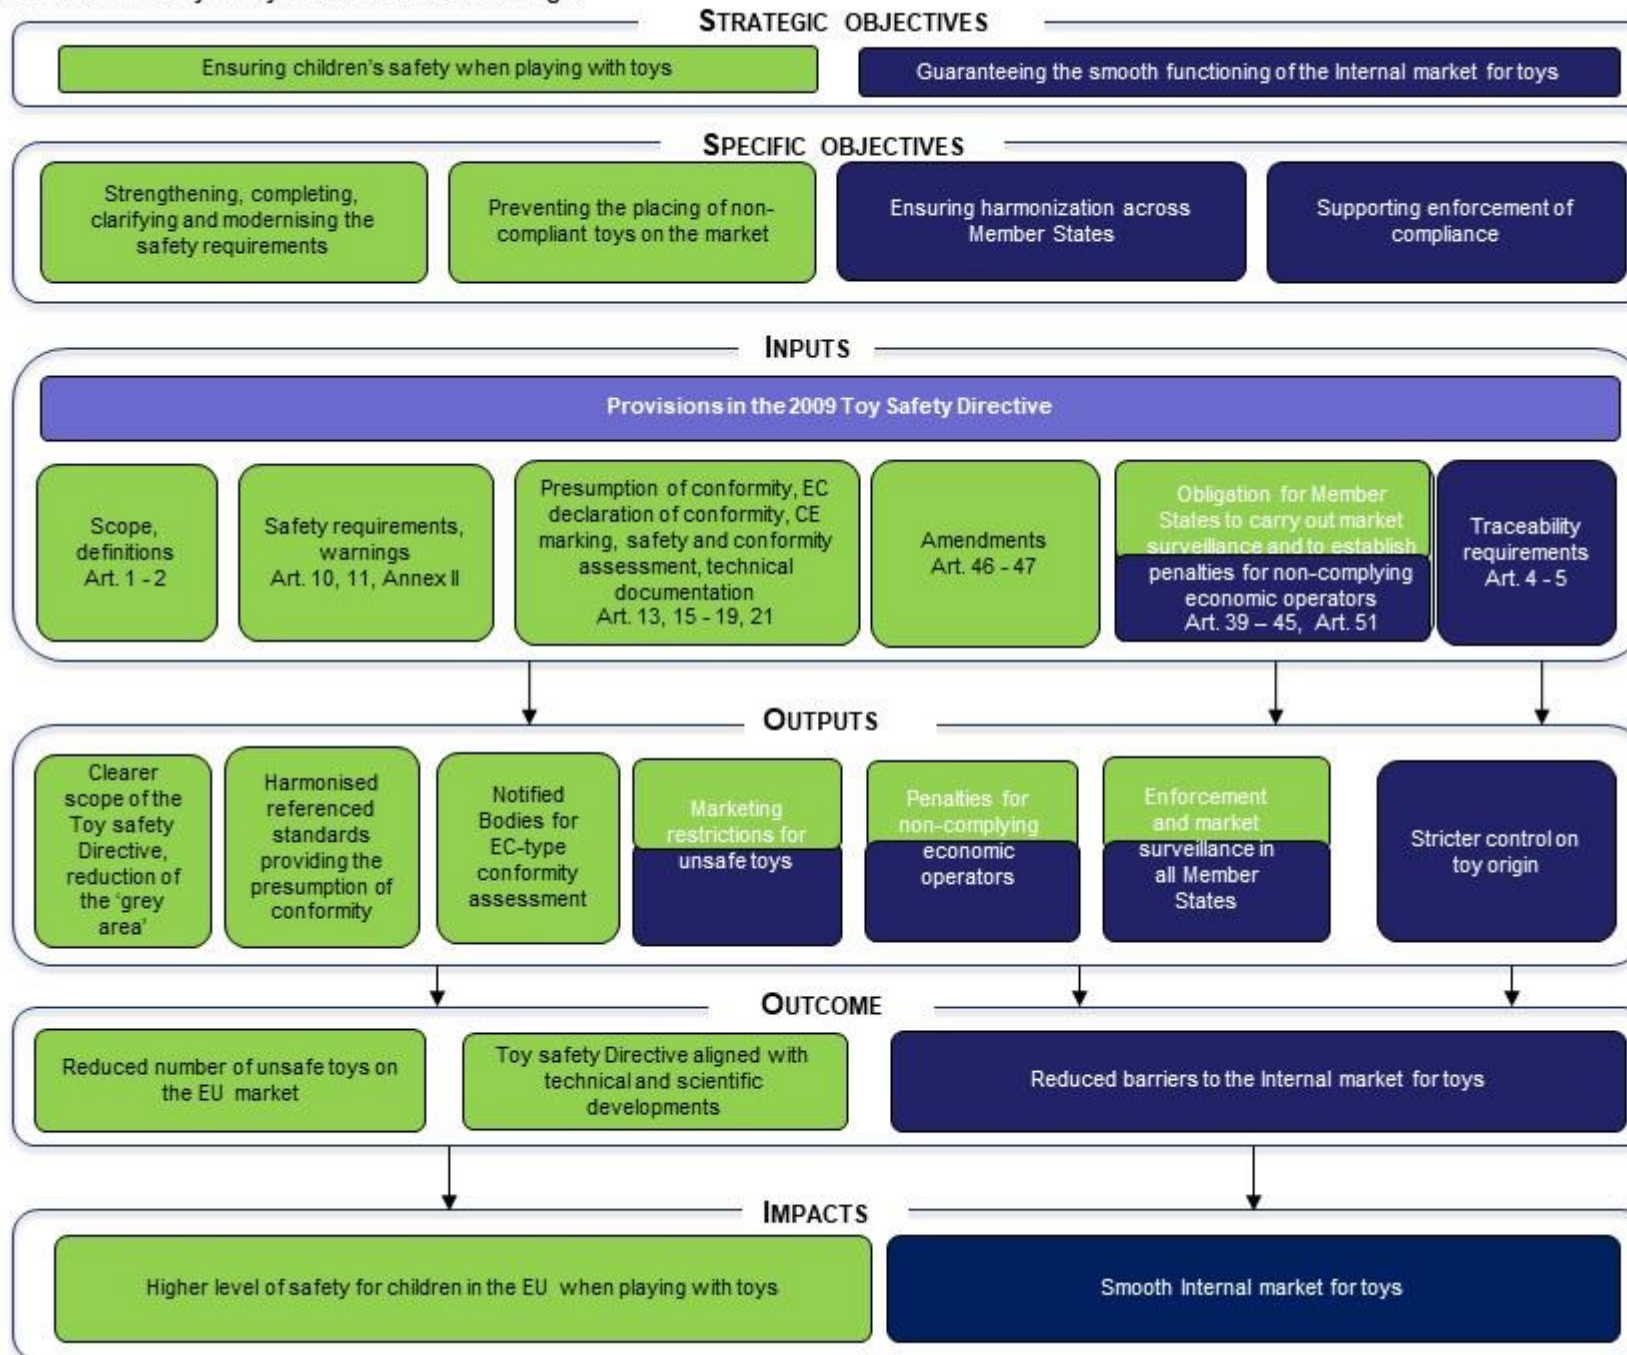 STRATEGIC OBJECTIVES
Ensuring children's safety when playing with toys
Guaranteeing the smooth functioning of the Internal market for toys
SPECIFIC OBJECTIVES
Strengthening, completing,
clarifying and modernising the
safety requirements
Preventing the placing of non-
compliant toys on the market
Ensuring harmonization across
Member States
Supporting enforcement of
compliance
INPUTS
Provisions in the 2009 Toy Safety Directive
Scope,
definitions
Art. 1 - 2
Safety requirements,
warnings
Art. 10, 11, Annex II
Presumption of conformity, EC
declaration of conformity, CE
marking, safety and conformity
assessment, technical
documentation
Art. 13, 15 - 19, 21
Amendments
Art. 46 - 47
Obligation for Member
States to carry out market
surveillance and to establish
penalties for non-complying
economic operators
Art. 39 – 45, Art. 51
Traceability
requirements
Art. 4 - 5
OUTPUTS
Clearer
scope of the
Toy safety
Directive,
reduction of
the ‘grey
area’
Harmonised
referenced
standards
providing the
presumption of
conformity
Notified
Bodies for
EC-type
conformity
assessment
Marketing
restrictions for
unsafe toys
Penalties for
non-complying
economic
operators
Enforcement
and market
surveillance in
all Member
States
Stricter control on
toy origin
OUTCOME
Reduced number of unsafe toys on
the EU market
Toy safety Directive aligned with
technical and scientific
developments
Reduced barriers to the Internal market for toys
IMPACTS
Higher level of safety for children in the EU when playing with toys
Smooth Internal market for toys